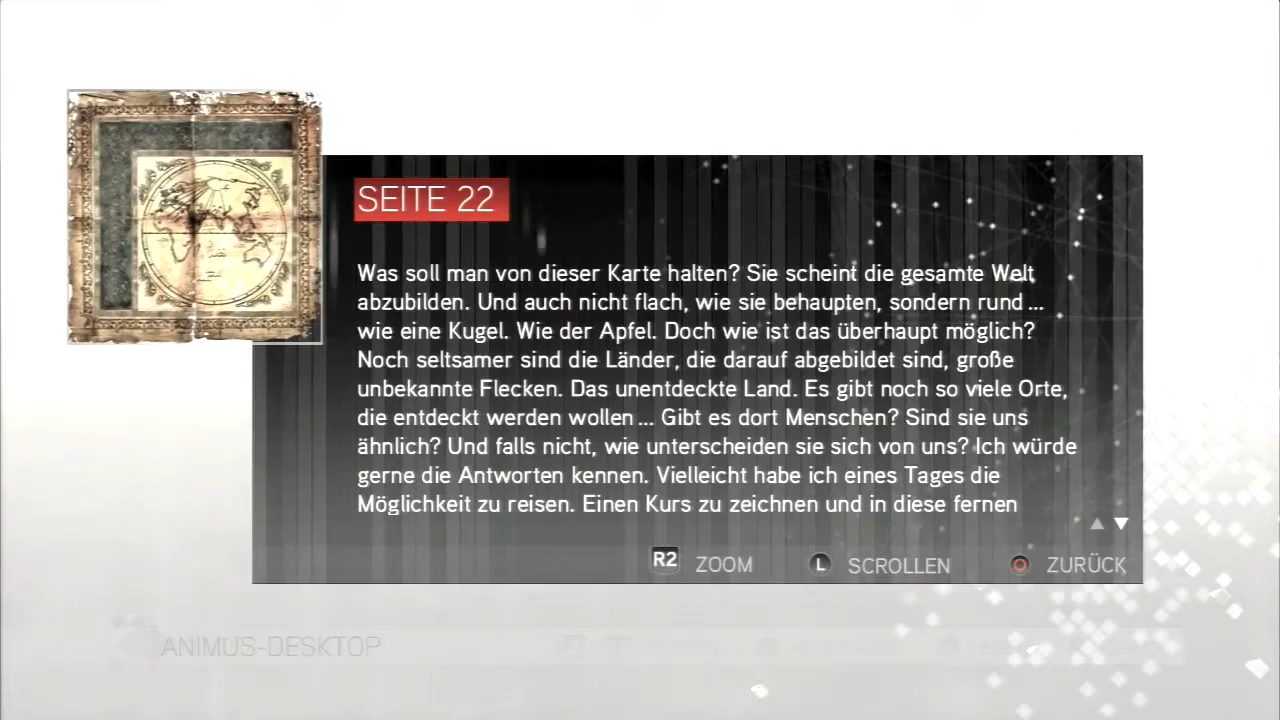 SEITE 22
Was soll man von dieser Karte halten? Sie scheint die gesamte Welt
abzubilden. Und auch nicht flach, wie sie behaupten, sondern rund ...
wie eine Kugel. Wie der Apfel. Doch wie ist das überhaupt möglich?
Noch seltsamer sind die Länder, die darauf abgebildet sind, große
unbekannte Flecken. Das unentdeckte Land. Es gibt noch so viele Orte,
die entdeckt werden wollen ... Gibt es dort Menschen? Sind sie uns
ähnlich? Und falls nicht, wie unterscheiden sie sich von uns? Ich würde
gerne die Antworten kennen. Vielleicht habe ich eines Tages die
Möglichkeit zu reisen. Einen Kurs zu zeichnen und in diese fernen
R2 ZOOM L SCROLLEN ZURÜCK
ANIMUS-DESKTOP